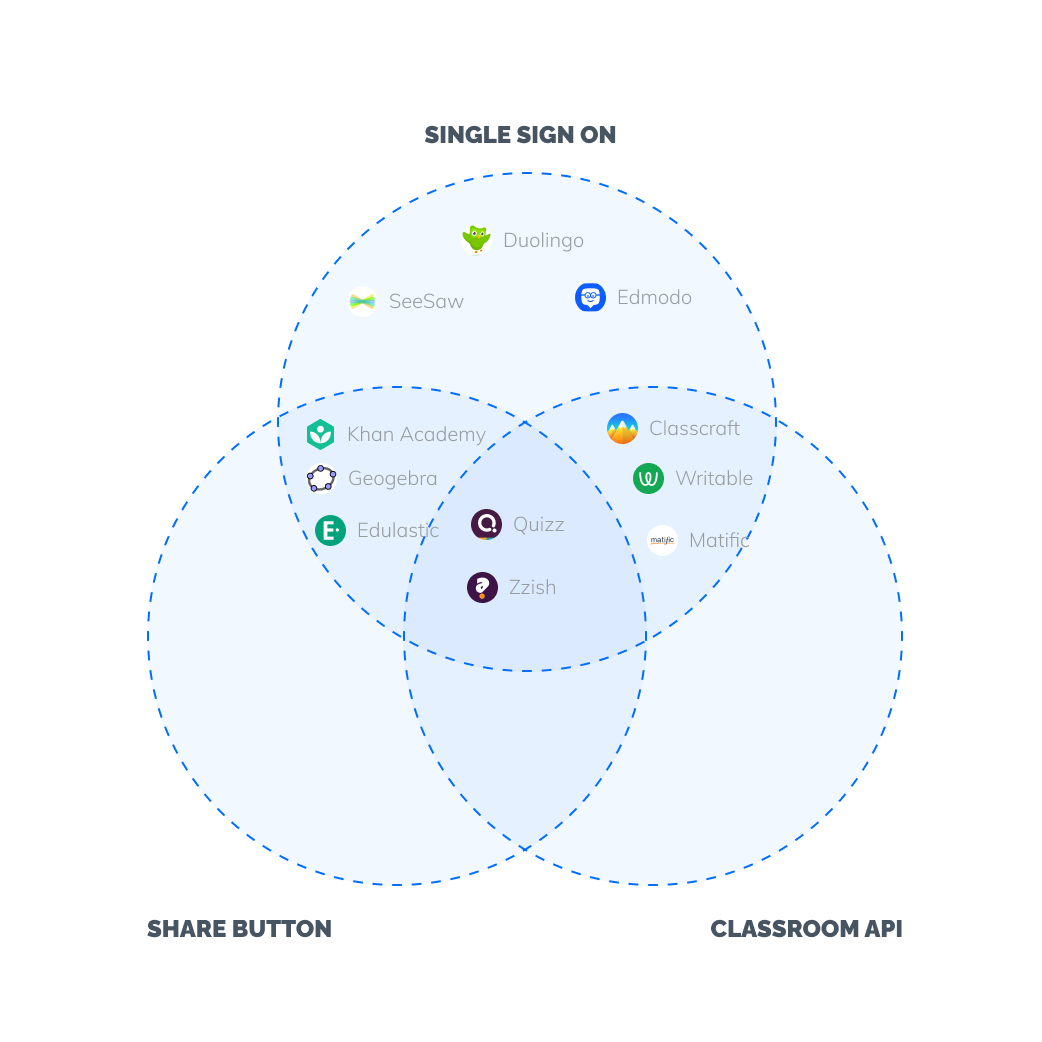 SINGLE SIGN ON
Duolingo
SeeSaw
Edmodo
Khan Academy
Classcraft
Geogebra
Writable
Edulastic
Quizz
matific
Matific
Zzish
SHARE BUTTON
CLASSROOM API